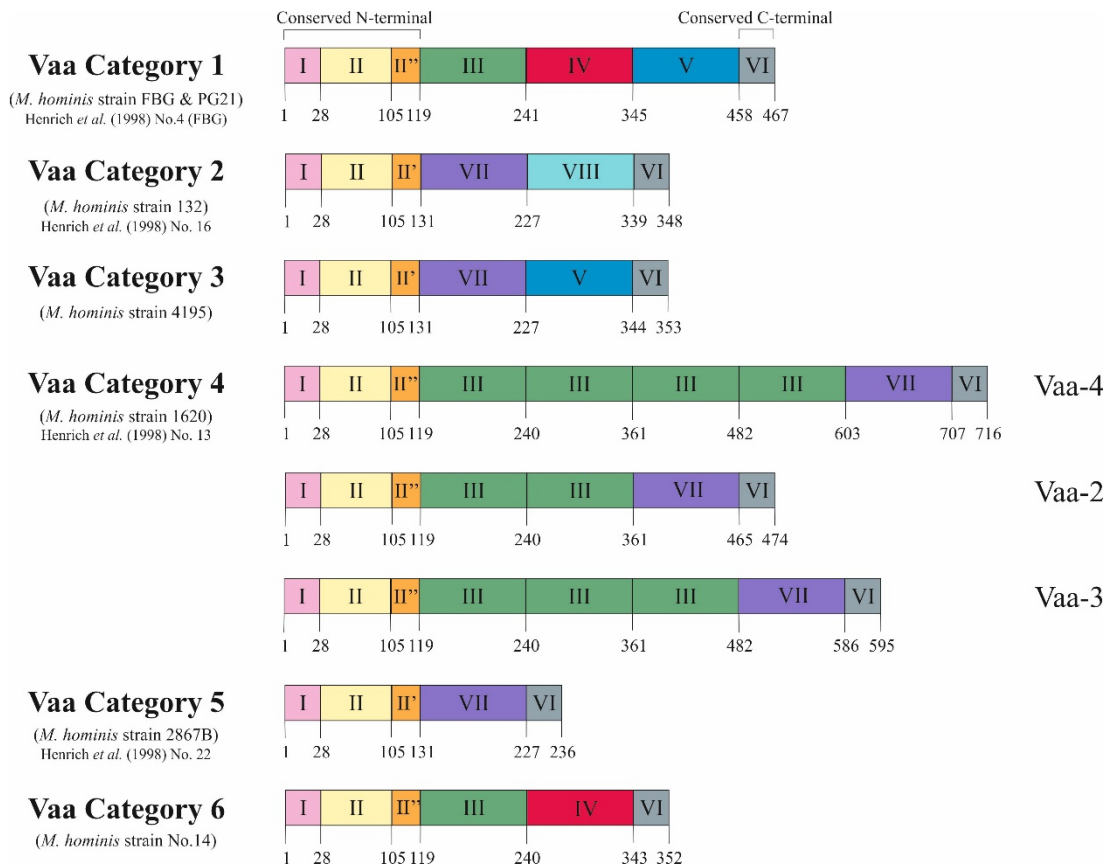 Conserved N-terminal Conserved C-terminal
Vaa Category 1 I II II” III IV V VI
(M. hominis strain FBG & PG21)
Henrich et al. (1998) No.4 (FBG)
1 28 105 119 241 345 458 467
Vaa Category 2 I II II’ VII VIII VI
(M. hominis strain 132)
Henrich et al. (1998) No. 16
1 28 105 131 227 339 348
Vaa Category 3 I II II’ VII V VI
(M. hominis strain 4195)
1 28 105 131 227 344 353
Vaa Category 4 I II II” III III III III VII VI Vaa-4
(M. hominis strain 1620)
Henrich et al. (1998) No. 13
1 28 105 119 240 361 482 603 707 716
I II II” III III VII VI Vaa-2
1 28 105 119 240 361 465 474
I II II” III III III VII VI Vaa-3
1 28 105 119 240 361 482 586 595
Vaa Category 5 I II II’ VII VI
(M. hominis strain 2867B)
Henrich et al. (1998) No. 22
1 28 105 131 227 236
Vaa Category 6 I II II” III IV VI
(M. hominis strain No.14)
1 28 105 119 240 343 352